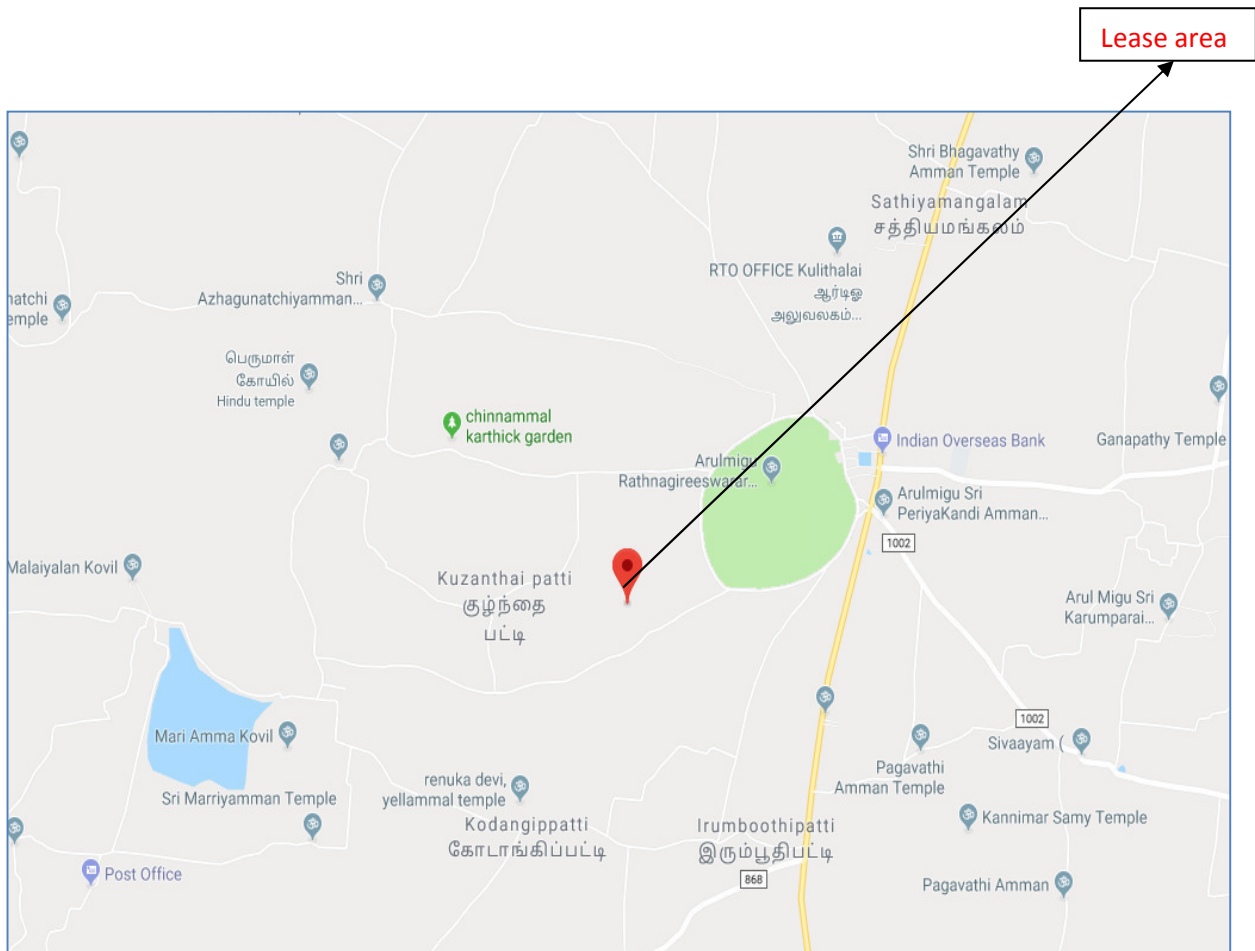 Lease area
Shri Bhagavathy
Amman Temple
Sathiyamangalam
சத்தியமங்கலம்
RTO OFFICE Kulithalai
ஆர்டிஓ
அலுவலகம்...
Shri
Azhagunatchiyamman...
natchi
emple
பெருமாள்
கோயில்
Hindu temple
chinnammal
karthick garden
Indian Overseas Bank
Ganapathy Temple
Arulmigu
Rathnagireeswarar...
Arulmigu Sri
PeriyaKandi Amman...
1002
Malaiyalan Kovil
Kuzanthai patti
குழ்ந்தை
பட்டி
Arul Migu Sri
Karumparai...
1002
Mari Amma Kovil
Sivaayam (
Pagavathi
Amman Temple
renuka devi,
yellammal temple
Sri Marriyamman Temple
Kannimar Samy Temple
Kodangippatti
கோடாங்கிப்பட்டி
Irumboothipatti
இரும்பூதிபட்டி
868
Post Office
Pagavathi Amman